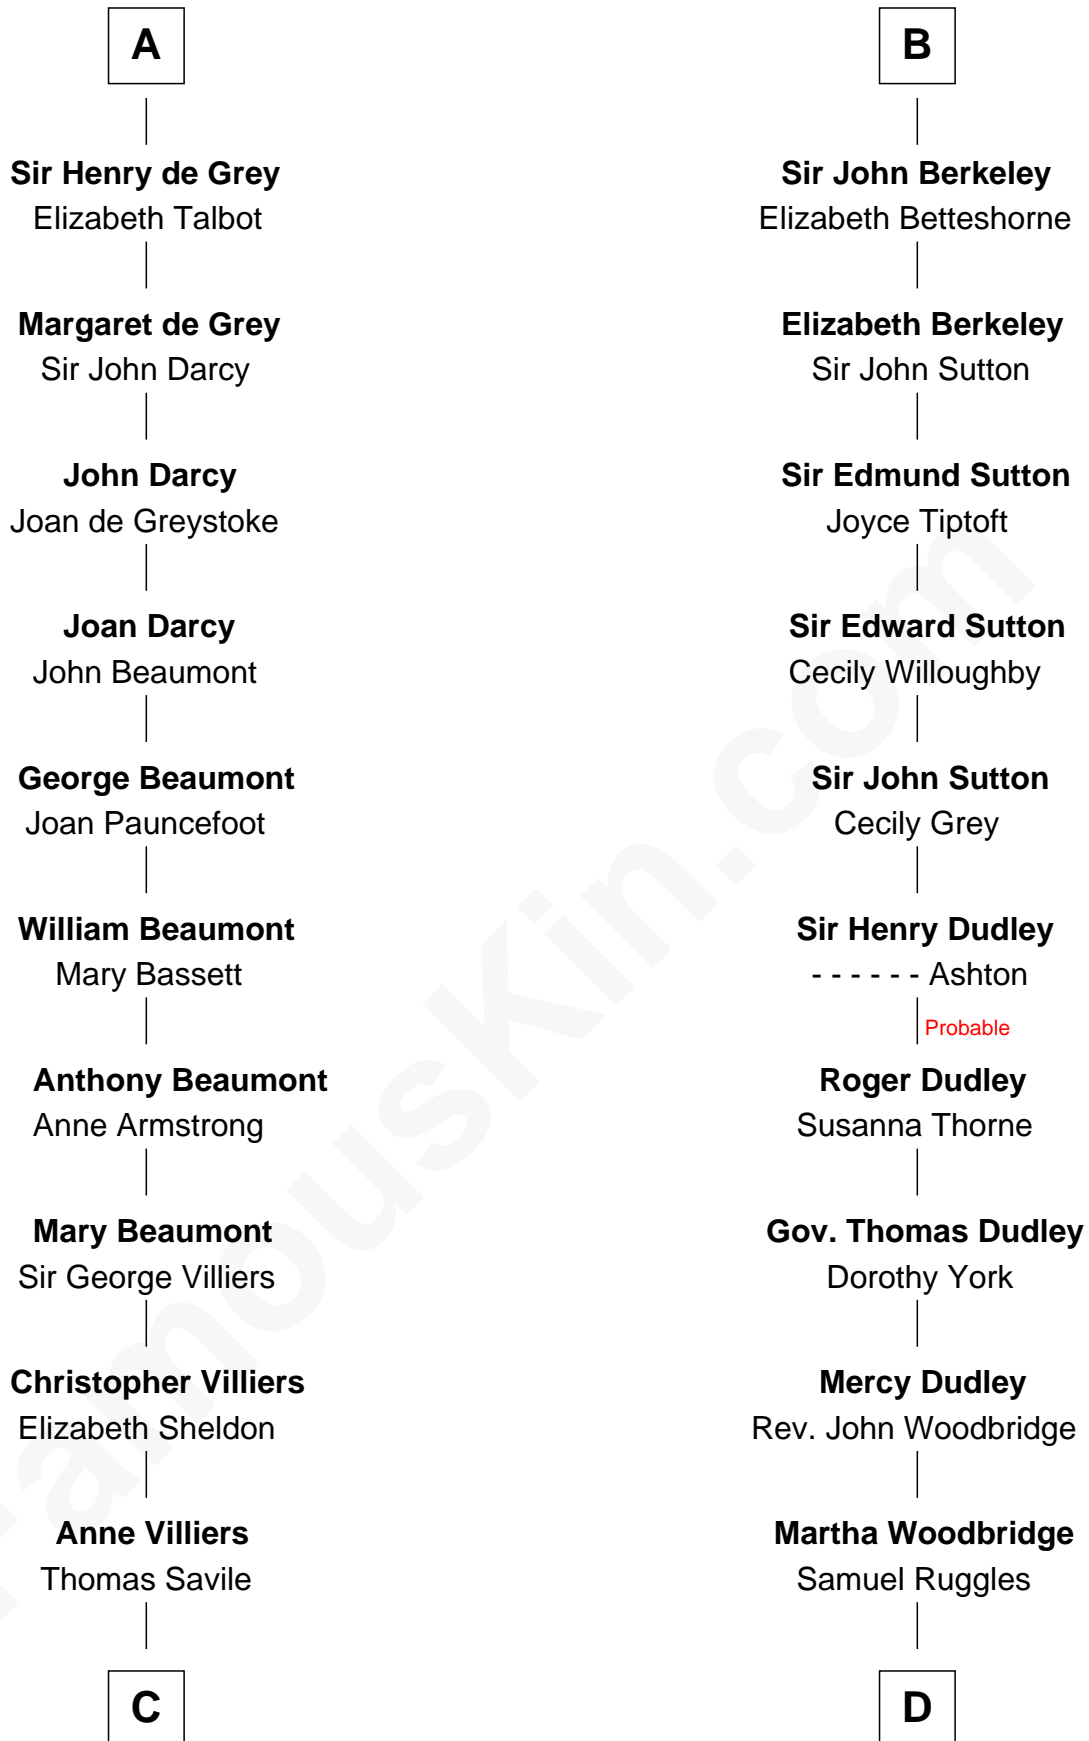 A
Sir Henry de Grey
Elizabeth Talbot
Margaret de Grey
Sir John Darcy
John Darcy
Joan de Greystoke
Joan Darcy
John Beaumont
George Beaumont
Joan Pauncefoot
William Beaumont
Mary Bassett
Anthony Beaumont
Anne Armstrong
Mary Beaumont
Sir George Villiers
Christopher Villiers
Elizabeth Sheldon
Anne Villiers
Thomas Savile
C
B
Sir John Berkeley
Elizabeth Betteshorne
Elizabeth Berkeley
Sir John Sutton
Sir Edmund Sutton
Joyce Tiptoft
Sir Edward Sutton
Cecily Willoughby
Sir John Sutton
Cecily Grey
Sir Henry Dudley
- - - - - - Ashton
Probable
Roger Dudley
Susanna Thorne
Gov. Thomas Dudley
Dorothy York
Mercy Dudley
Rev. John Woodbridge
Martha Woodbridge
Samuel Ruggles
D
FamousKin.com